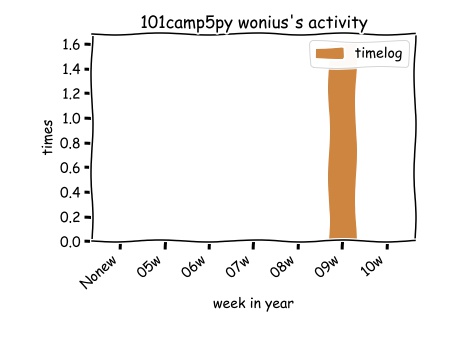 101camp5py wonius's activity
timelog
times
1.6
1.4
1.2
1.0
0.8
0.6
0.4
0.2
0.0
Nonew 05w 06w 07w 08w 09w 10w
week in year